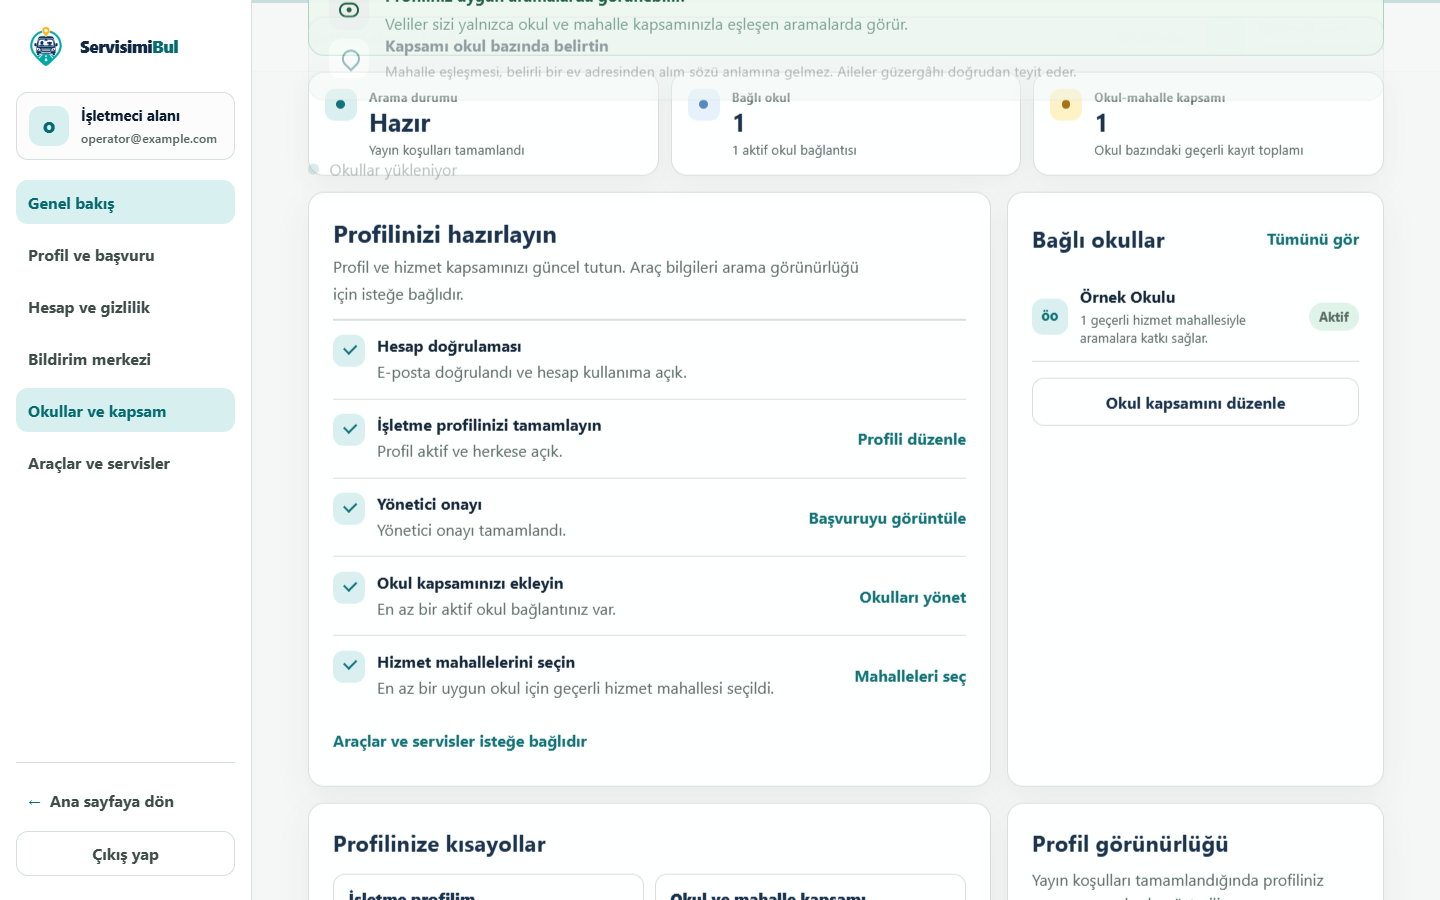 ServisimiBul
o
İşletmeci alanı
operator@example.com
Genel bakış
Profil ve başvuru
Hesap ve gizlilik
Bildirim merkezi
Okullar ve kapsam
Araçlar ve servisler
← Ana sayfaya dön
Çıkış yap
Veliler sizi yalnızca okul ve mahalle kapsamınızla eşleşen aramalarda görür.
Kapsamı okul bazında belirtin
Mahalle eşleşmesi, belirli bir ev adresinden alım sözü anlamına gelmez. Aileler güzergâhı doğrudan teyit eder.
Arama durumu
Hazır
Yayın koşulları tamamlandı
Bağlı okul
1
1 aktif okul bağlantısı
Okul-mahalle kapsamı
1
Okul bazındaki geçerli kayıt toplamı
Okullar yükleniyor
Profilinizi hazırlayın
Profil ve hizmet kapsamınızı güncel tutun. Araç bilgileri arama görünürlüğü
için isteğe bağlıdır.
Hesap doğrulaması
E-posta doğrulandı ve hesap kullanıma açık.
İşletme profilinizi tamamlayın
Profil aktif ve herkese açık.
Profili düzenle
Yönetici onayı
Yönetici onayı tamamlandı.
Başvuruyu görüntüle
Okul kapsamınızı ekleyin
En az bir aktif okul bağlantınız var.
Okulları yönet
Hizmet mahallelerini seçin
En az bir uygun okul için geçerli hizmet mahallesi seçildi.
Mahalleleri seç
Araçlar ve servisler isteğe bağlıdır
Bağlı okullar
Tümünü gör
öo
Örnek Okulu
1 geçerli hizmet mahallesiyle
aramalara katkı sağlar.
Aktif
Okul kapsamını düzenle
Profilinize kısayollar
İşletme profilim
Okul ve mahalle kapsamı
Profil görünürlüğü
Yayın koşulları tamamlandığında profiliniz